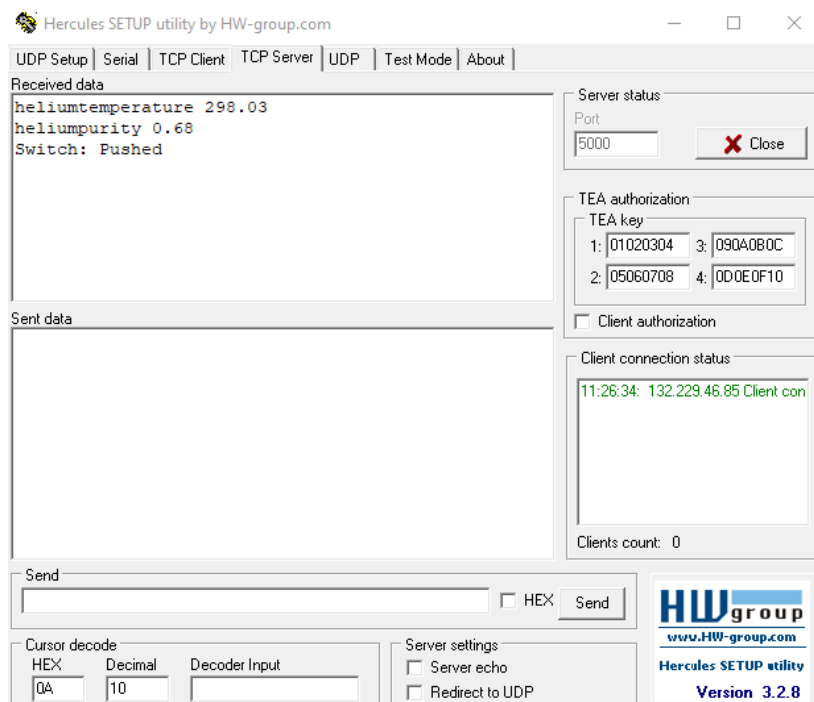 Hercules SETUP utility by HW-group.com
UDP Setup Serial TCP Client TCP Server UDP Test Mode About
Received data
heliumtemperature 298.03
heliumpurity 0.68
Switch: Pushed
Server status
Port
5000 Close
TEA authorization
TEA key
1: 01020304 3: 090A0B0C
2: 05060708 4: 0D0E0F10
Client authorization
Sent data
Client connection status
11:26:34: 132.229.46.85 Client con
Clients count: 0
Send
HEX Send
Cursor decode
HEX Decimal Decoder Input
0A 10
Server settings
Server echo
Redirect to UDP
HWgroup
www.HW-group.com
Hercules SETUP utility
Version 3.2.8